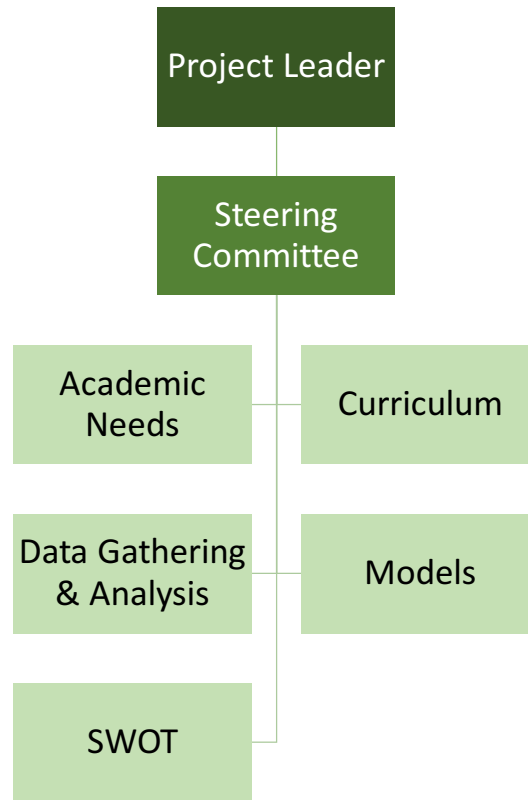 Project Leader
Steering
Committee
Academic
Needs
Curriculum
Data Gathering
& Analysis
Models
SWOT